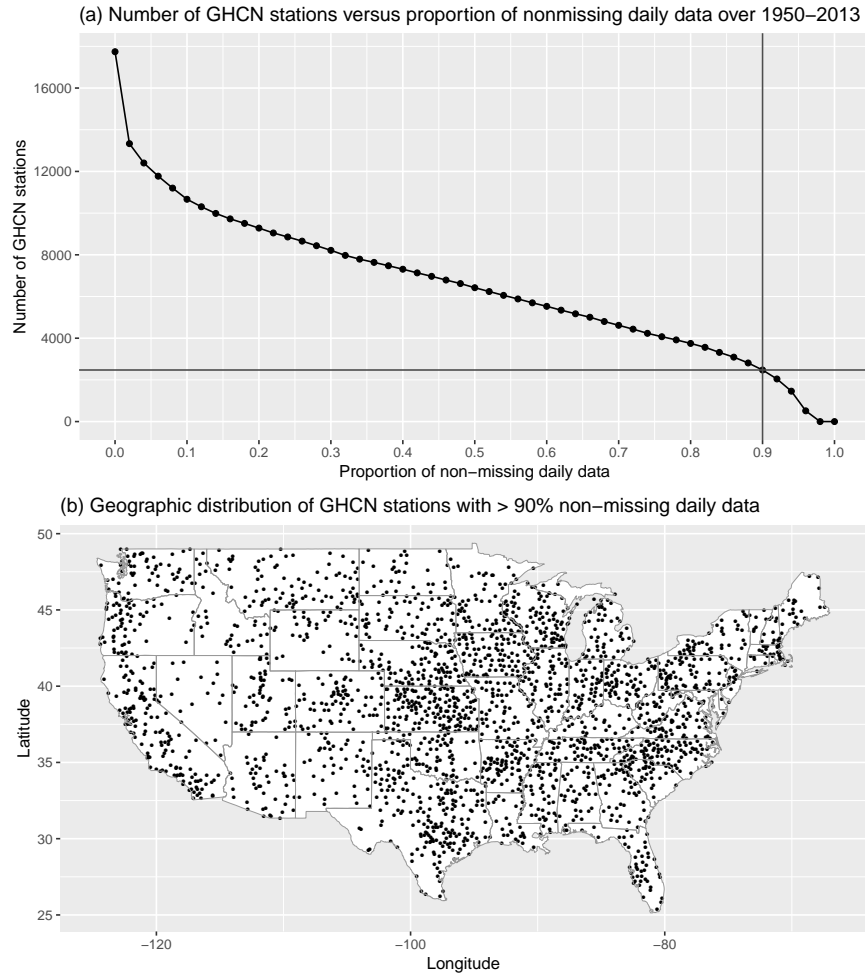 (a) Number of GHCN stations versus proportion of nonmissing daily data over 1950−2013
Number of GHCN stations
16000
12000
8000
4000
0
0.0 0.1 0.2 0.3 0.4 0.5 0.6 0.7 0.8 0.9 1.0
Proportion of non−missing daily data
(b) Geographic distribution of GHCN stations with > 90% non−missing daily data
Latitude
50
45
40
35
30
25
−120 −100 −80
Longitude